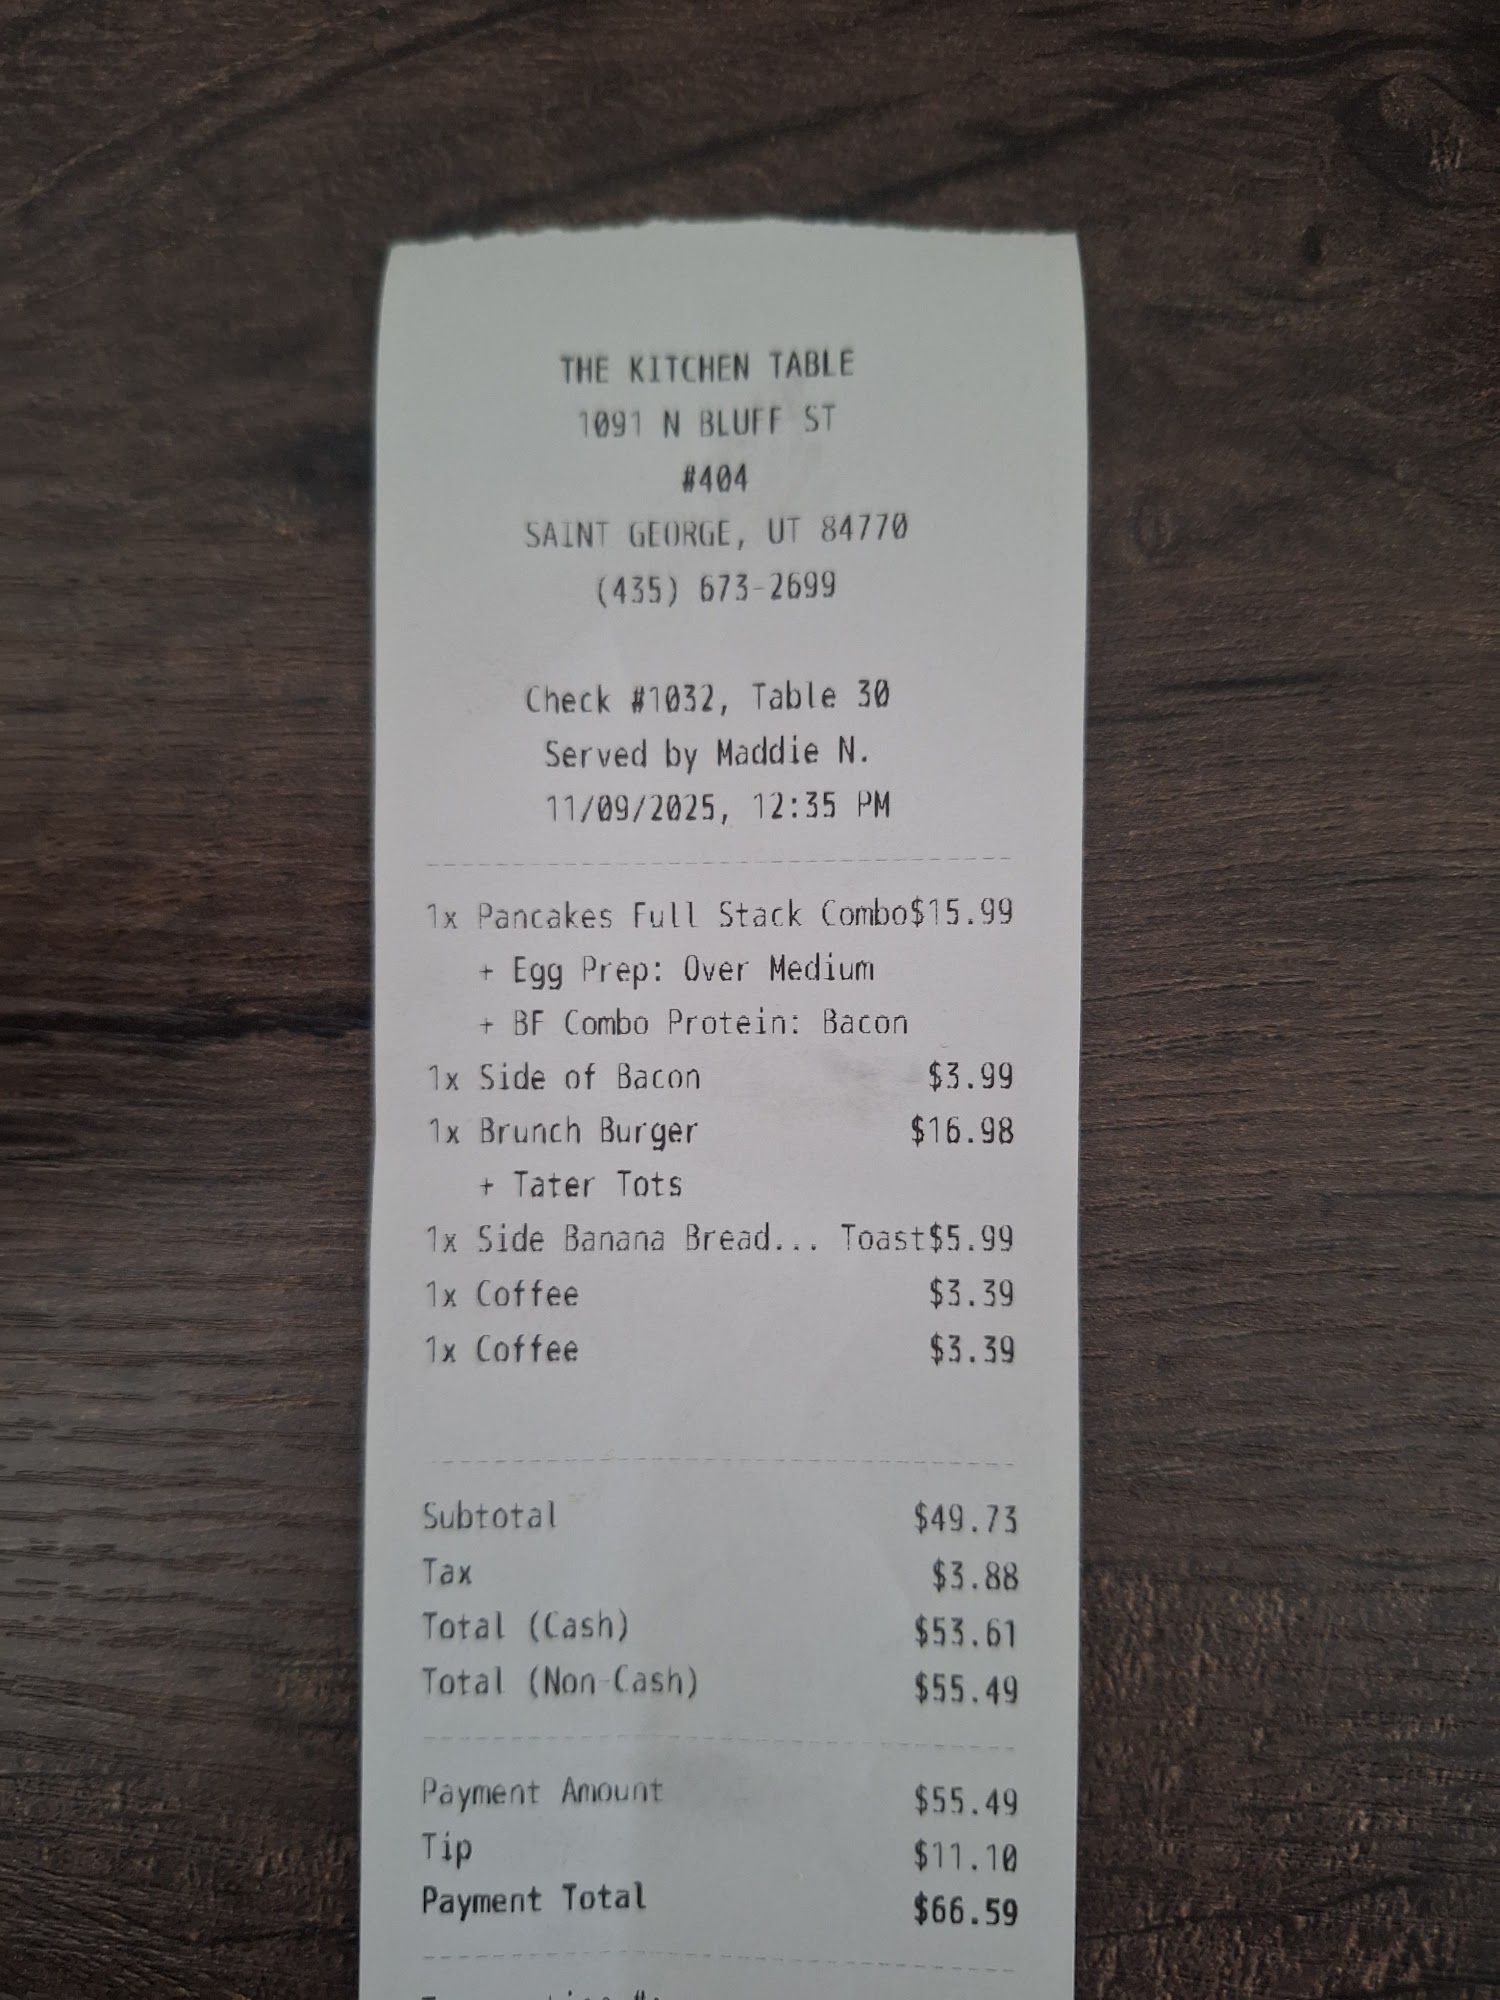 THE KITCHEN TABLE
1091 N BLUFF ST
#404
SAINT GEORGE, UT 84770
(435) 673-2699
Check #1032, Table 30
Served by Maddie N.
11/09/2025, 12:35 PM
1x Pancakes Full Stack Combo$15.99
+ Egg Prep: Over Medium
+ BF Combo Protein: Bacon
1x Side of Bacon $3.99
1x Brunch Burger $16.98
+ Tater Tots
1x Side Banana Bread... Toast$5.99
1x Coffee $3.39
1x Coffee $3.39
Subtotal $49.73
Tax $3.88
Total (Cash) $53.61
Total (Non-Cash) $55.49
Payment Amount $55.49
Tip $11.10
Payment Total $66.59